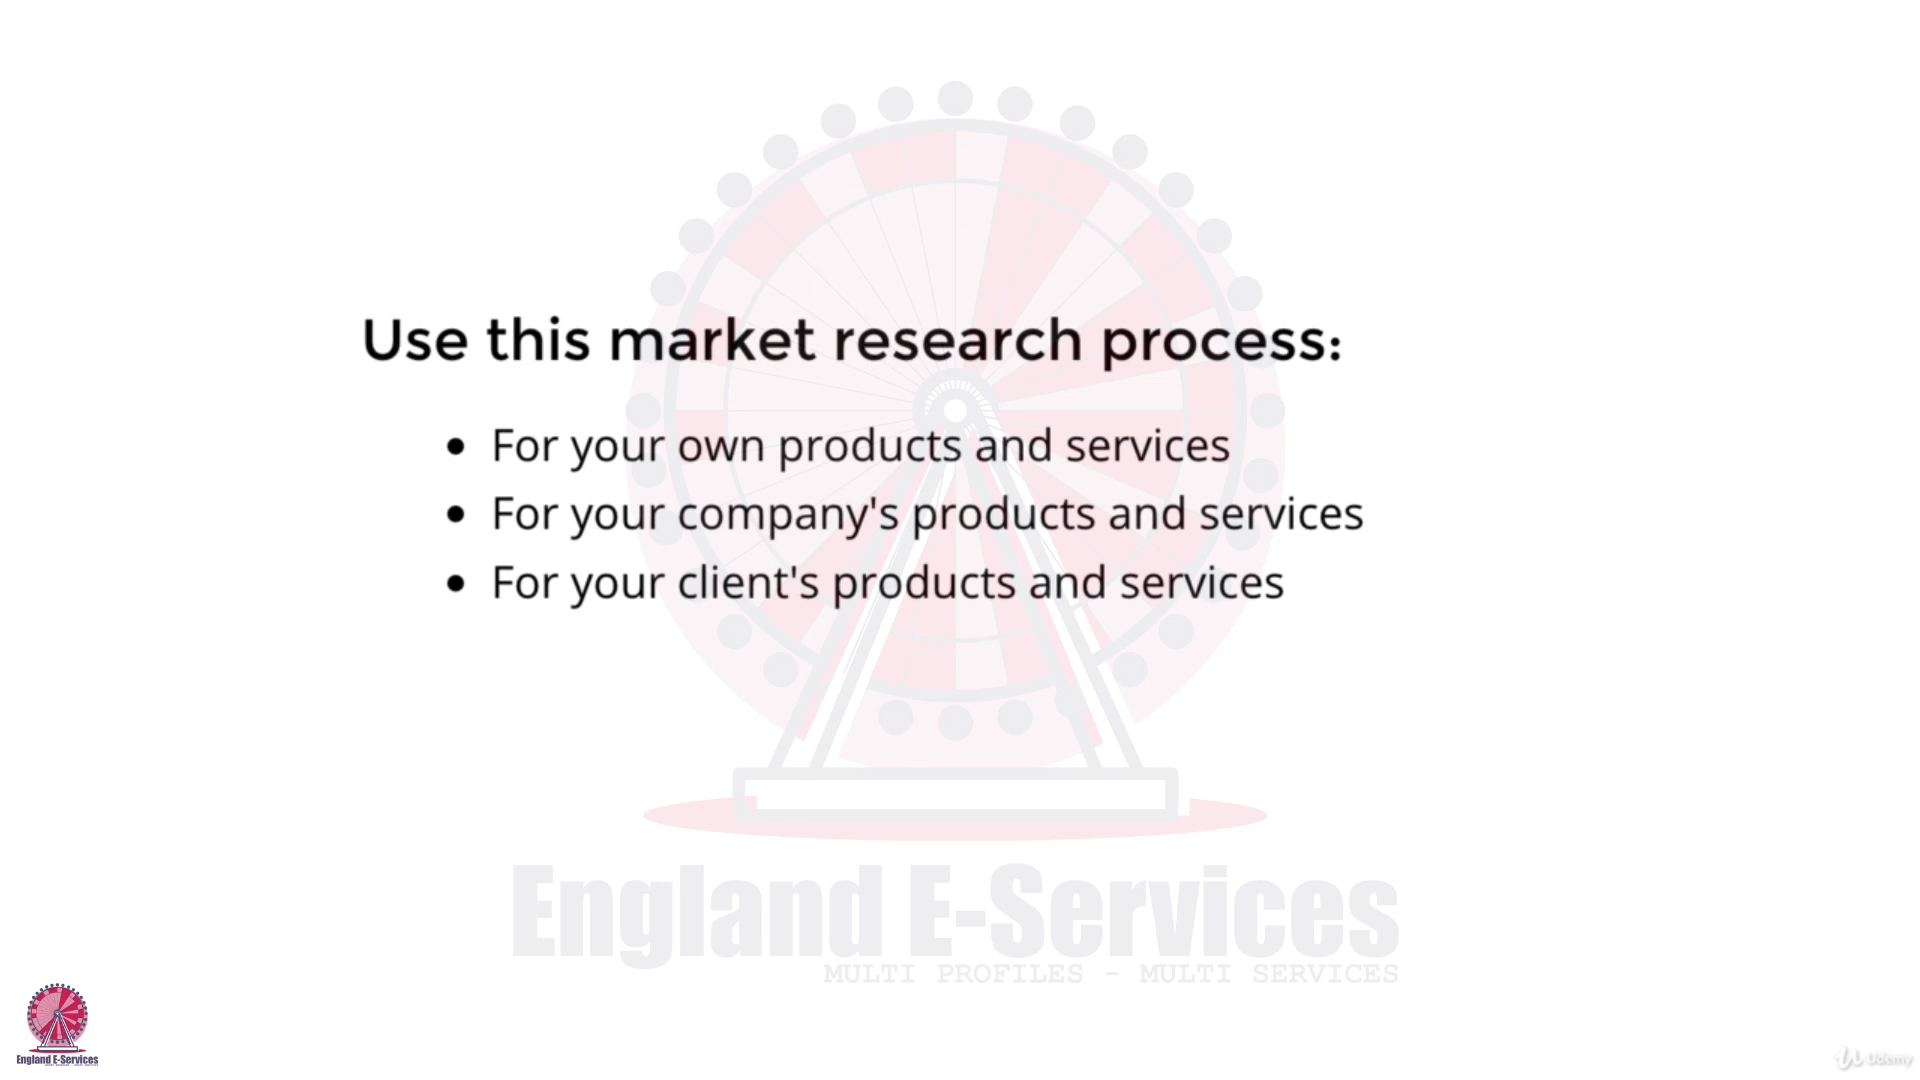 Use this market research process:
• For your own products and services
• For your company's products and services
• For your client's products and services
England E-Services
MULTI PROFILES - MULTI SERVICES
England E-Services
Udemy